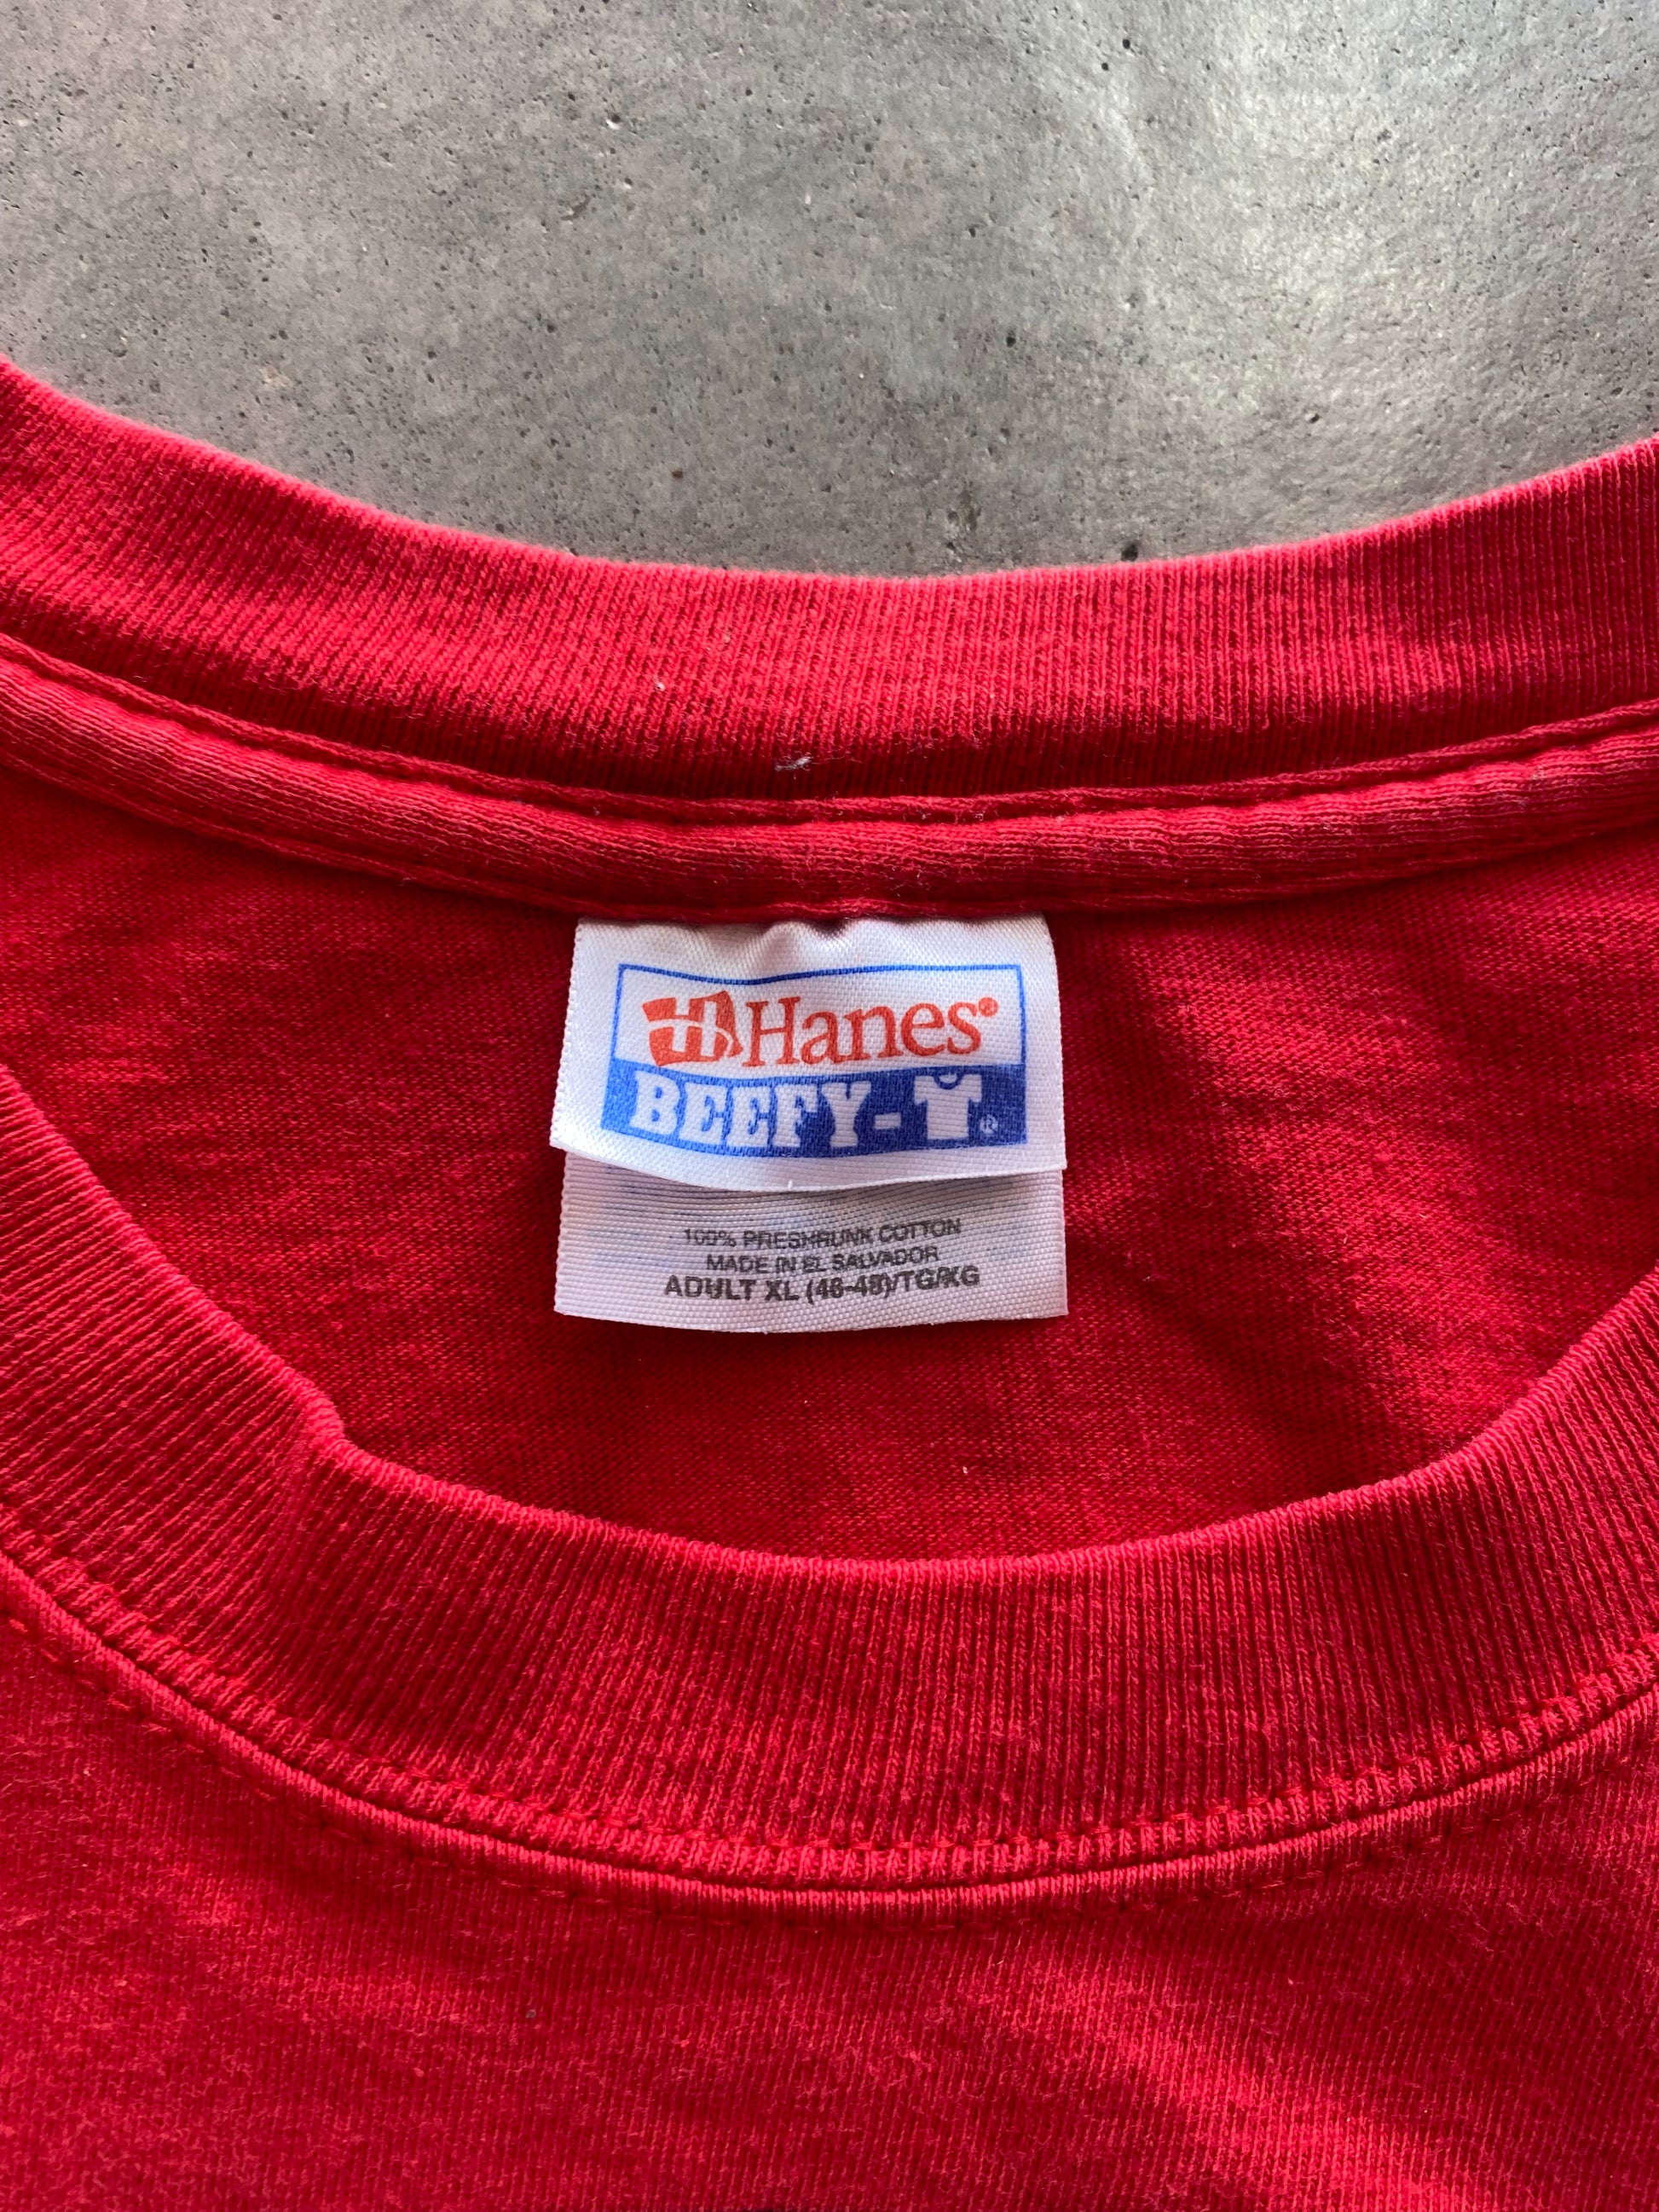 H Hanes®
BEEFY-T®
100% PRESHRUNK COTTON
MADE IN EL SALVADOR
ADULT XL (46-48)/TG/XG